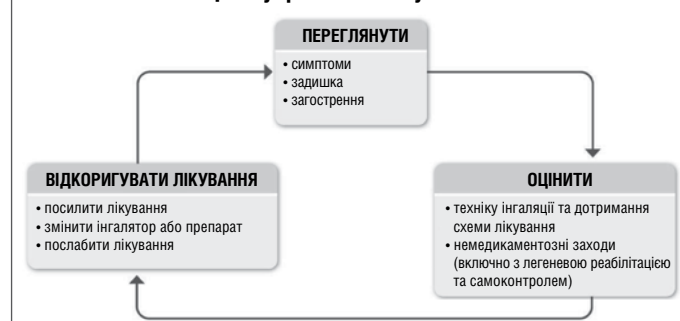 ПЕРЕГЛЯНУТИ
• симптоми
• задишка
• загострення
ВІДКОРИГУВАТИ ЛІКУВАННЯ
• посилити лікування
• змінити інгалятор або препарат
• послабити лікування
ОЦІНИТИ
• техніку інгаляції та дотримання
схеми лікування
• немедикаментозні заходи
(включно з легеневою реабілітацією
та самоконтролем)